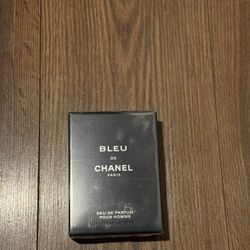 BLEU
DE
CHANEL
PARIS
EAU DE PARFUM
POUR HOMME